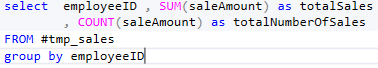 select  employeeID , SUM(saleAmount) as totalSales
, COUNT(saleAmount) as totalNumberOfSales
FROM #tmp_sales
group by employeeID